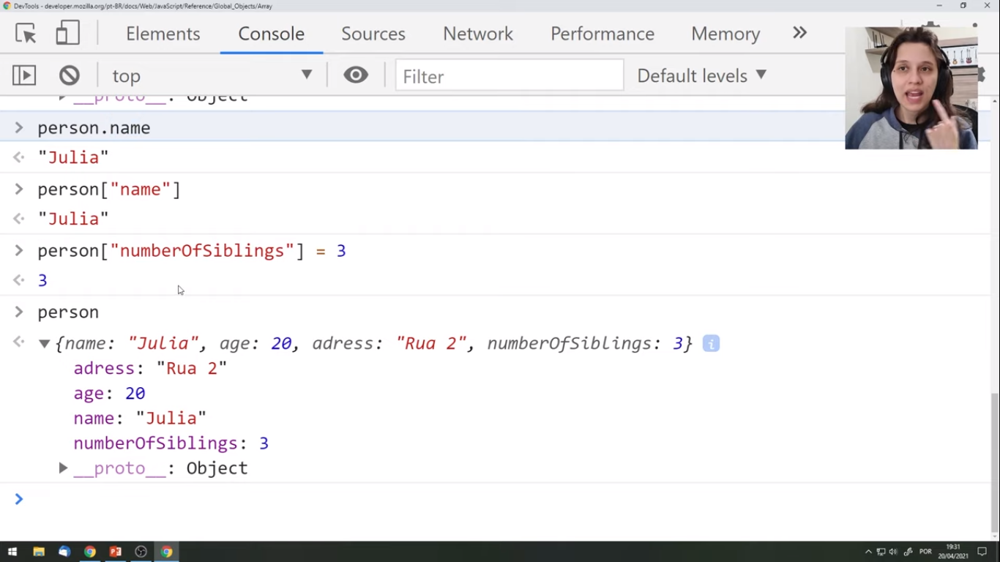 DevTools - developer.mozilla.org/pt-BR/docs/Web/JavaScript/Reference/Global_Objects/Array
Elements Console Sources Network Performance Memory
top Filter Default levels
__proto__: Object
person.name
"Julia"
person["name"]
"Julia"
person["numberOfSiblings"] = 3
3
person
{name: "Julia", age: 20, adress: "Rua 2", numberOfSiblings: 3}
adress: "Rua 2"
age: 20
name: "Julia"
numberOfSiblings: 3
__proto__: Object
POR
19:31
20/04/2021